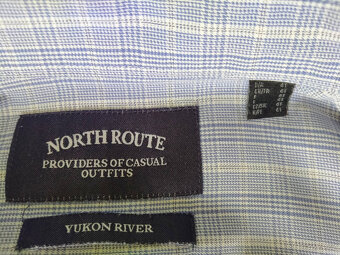 NORTH ROUTE
PROVIDERS OF CASUAL
OUTFITS
YUKON RIVER